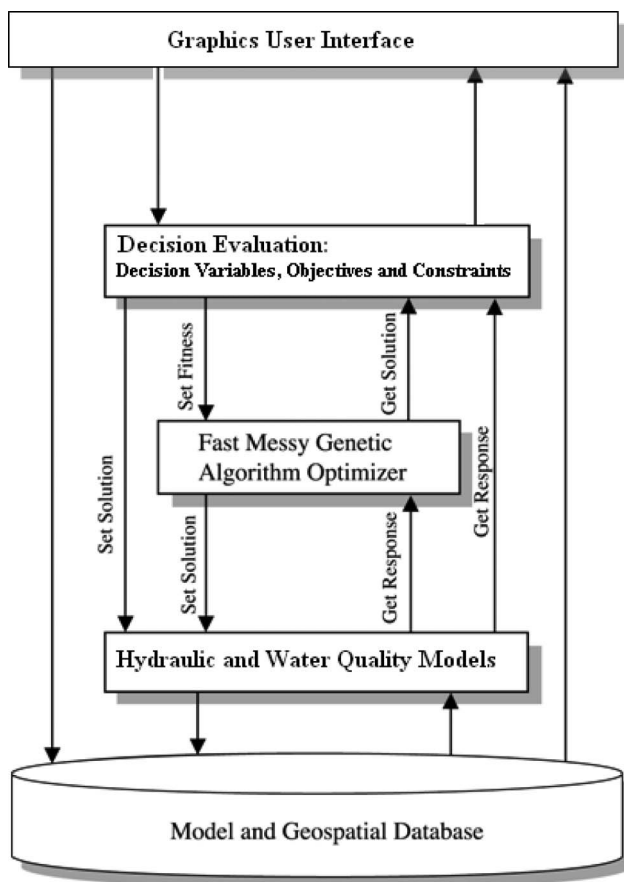 Graphics User Interface
Decision Evaluation:
Decision Variables, Objectives and Constraints
Set Fitness
Get Solution
Fast Messy Genetic
Algorithm Optimizer
Set Solution
Get Response
Set Solution
Get Response
Hydraulic and Water Quality Models
Model and Geospatial Database